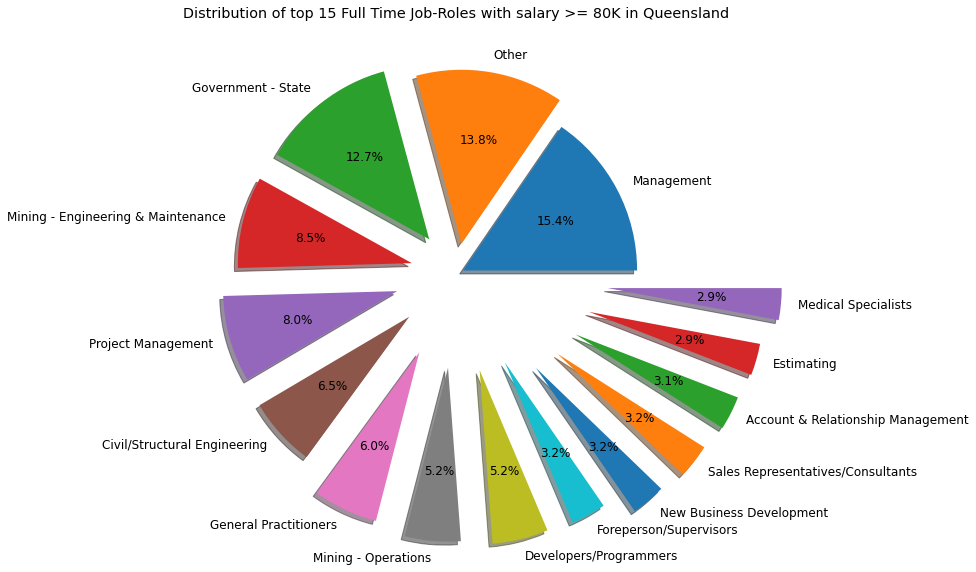 Distribution of top 15 Full Time Job-Roles with salary >= 80K in Queensland
Other
13.8%
Government - State
12.7%
Management
15.4%
Mining - Engineering & Maintenance
8.5%
Project Management
8.0%
Civil/Structural Engineering
6.5%
General Practitioners
6.0%
Mining - Operations
5.2%
Developers/Programmers
5.2%
Foreperson/Supervisors
3.2%
New Business Development
3.2%
Sales Representatives/Consultants
3.2%
Account & Relationship Management
3.1%
Estimating
2.9%
Medical Specialists
2.9%